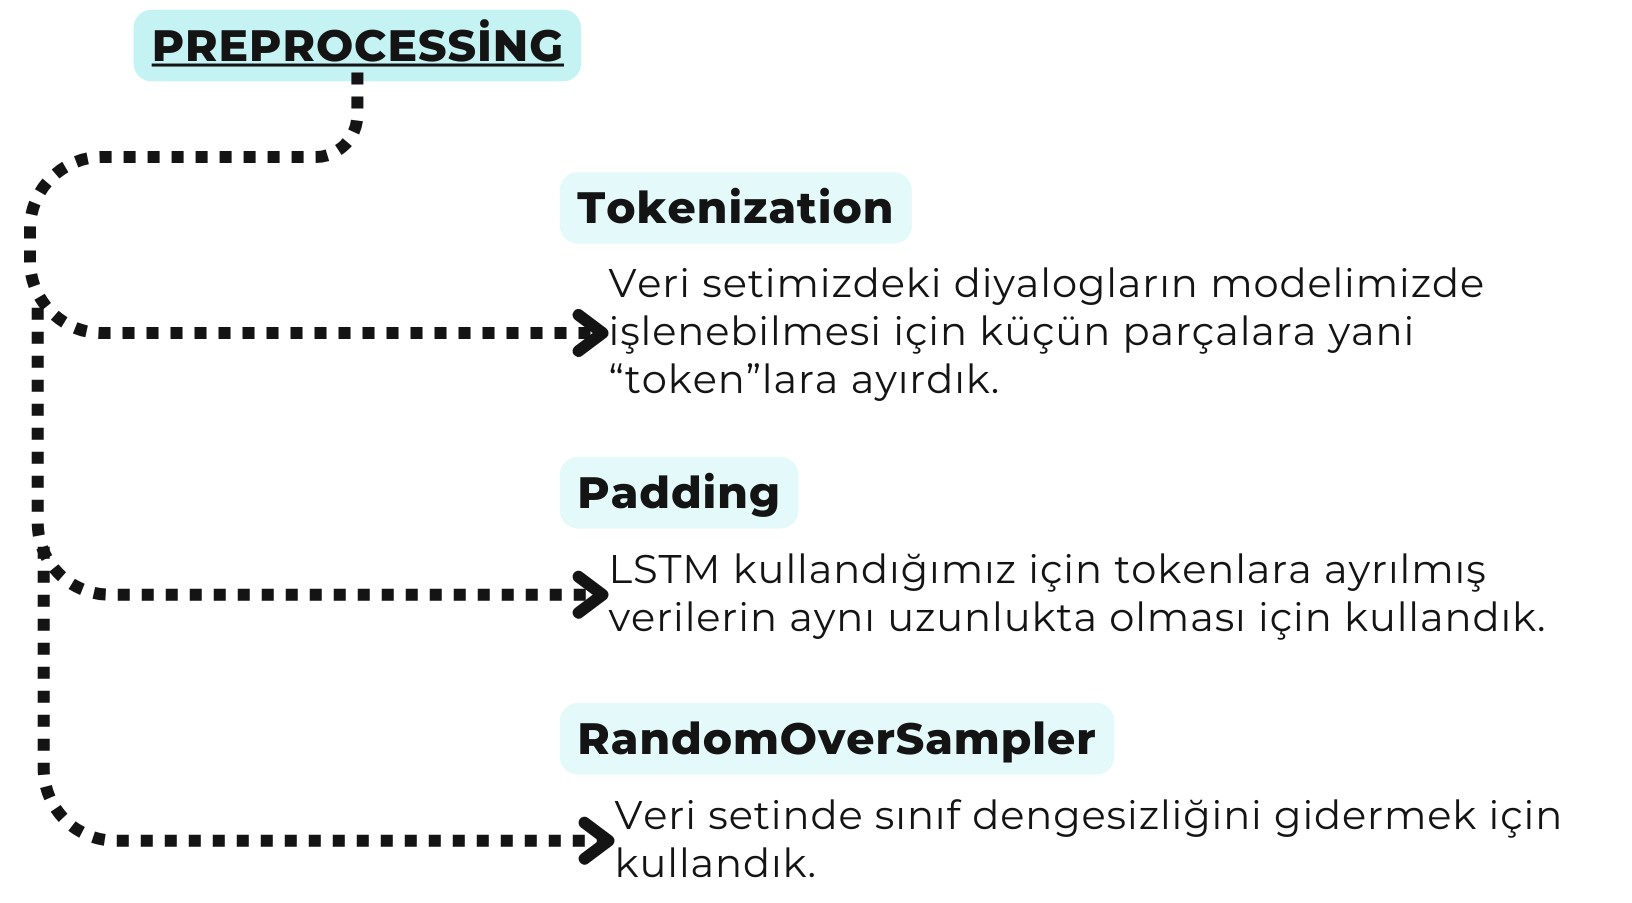 PREPROCESSİNG
Tokenization
Veri setimizdeki diyalogların modelimizde
işlenebilmesi için küçün parçalara yani
“token”lara ayırdık.
Padding
LSTM kullandığımız için tokenlara ayrılmış
verilerin aynı uzunlukta olması için kullandık.
RandomOverSampler
Veri setinde sınıf dengesizliğini gidermek için
kullandık.